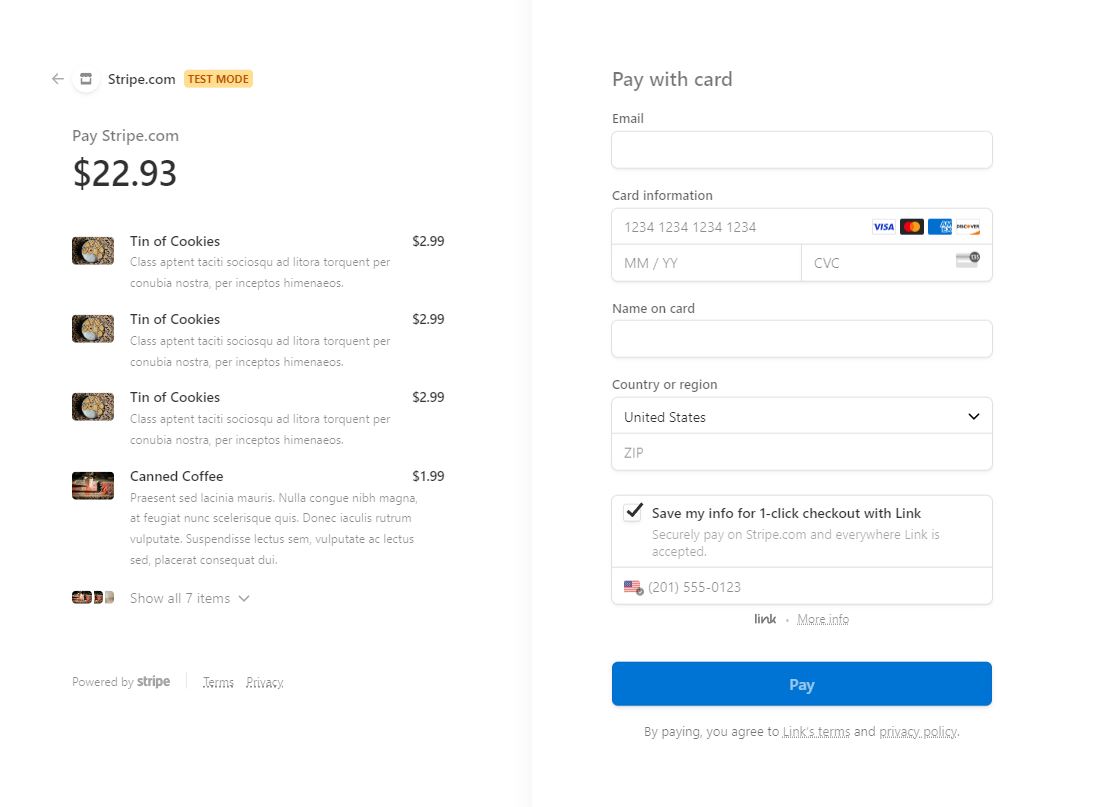 Stripe.com TEST MODE
Pay Stripe.com
$22.93
Tin of Cookies $2.99
Class aptent taciti sociosqu ad litora torquent per
conubia nostra, per inceptos himenaeos.
Tin of Cookies $2.99
Class aptent taciti sociosqu ad litora torquent per
conubia nostra, per inceptos himenaeos.
Tin of Cookies $2.99
Class aptent taciti sociosqu ad litora torquent per
conubia nostra, per inceptos himenaeos.
Canned Coffee $1.99
Praesent sed lacinia mauris. Nulla congue nibh magna,
at feugiat nunc scelerisque quis. Donec iaculis rutrum
vulputate. Suspendisse lectus sem, vulputate ac lectus
sed, placerat consequat dui.
Show all 7 items
Powered by stripe Terms Privacy
Pay with card
Email
Card information
1234 1234 1234 1234 VISA AM EX DISCOVER
MM / YY CVC 135
Name on card
Country or region
United States
ZIP
Save my info for 1-click checkout with Link
Securely pay on Stripe.com and everywhere Link is
accepted.
(201) 555-0123
link · More info
Pay
By paying, you agree to Link's terms and privacy policy.